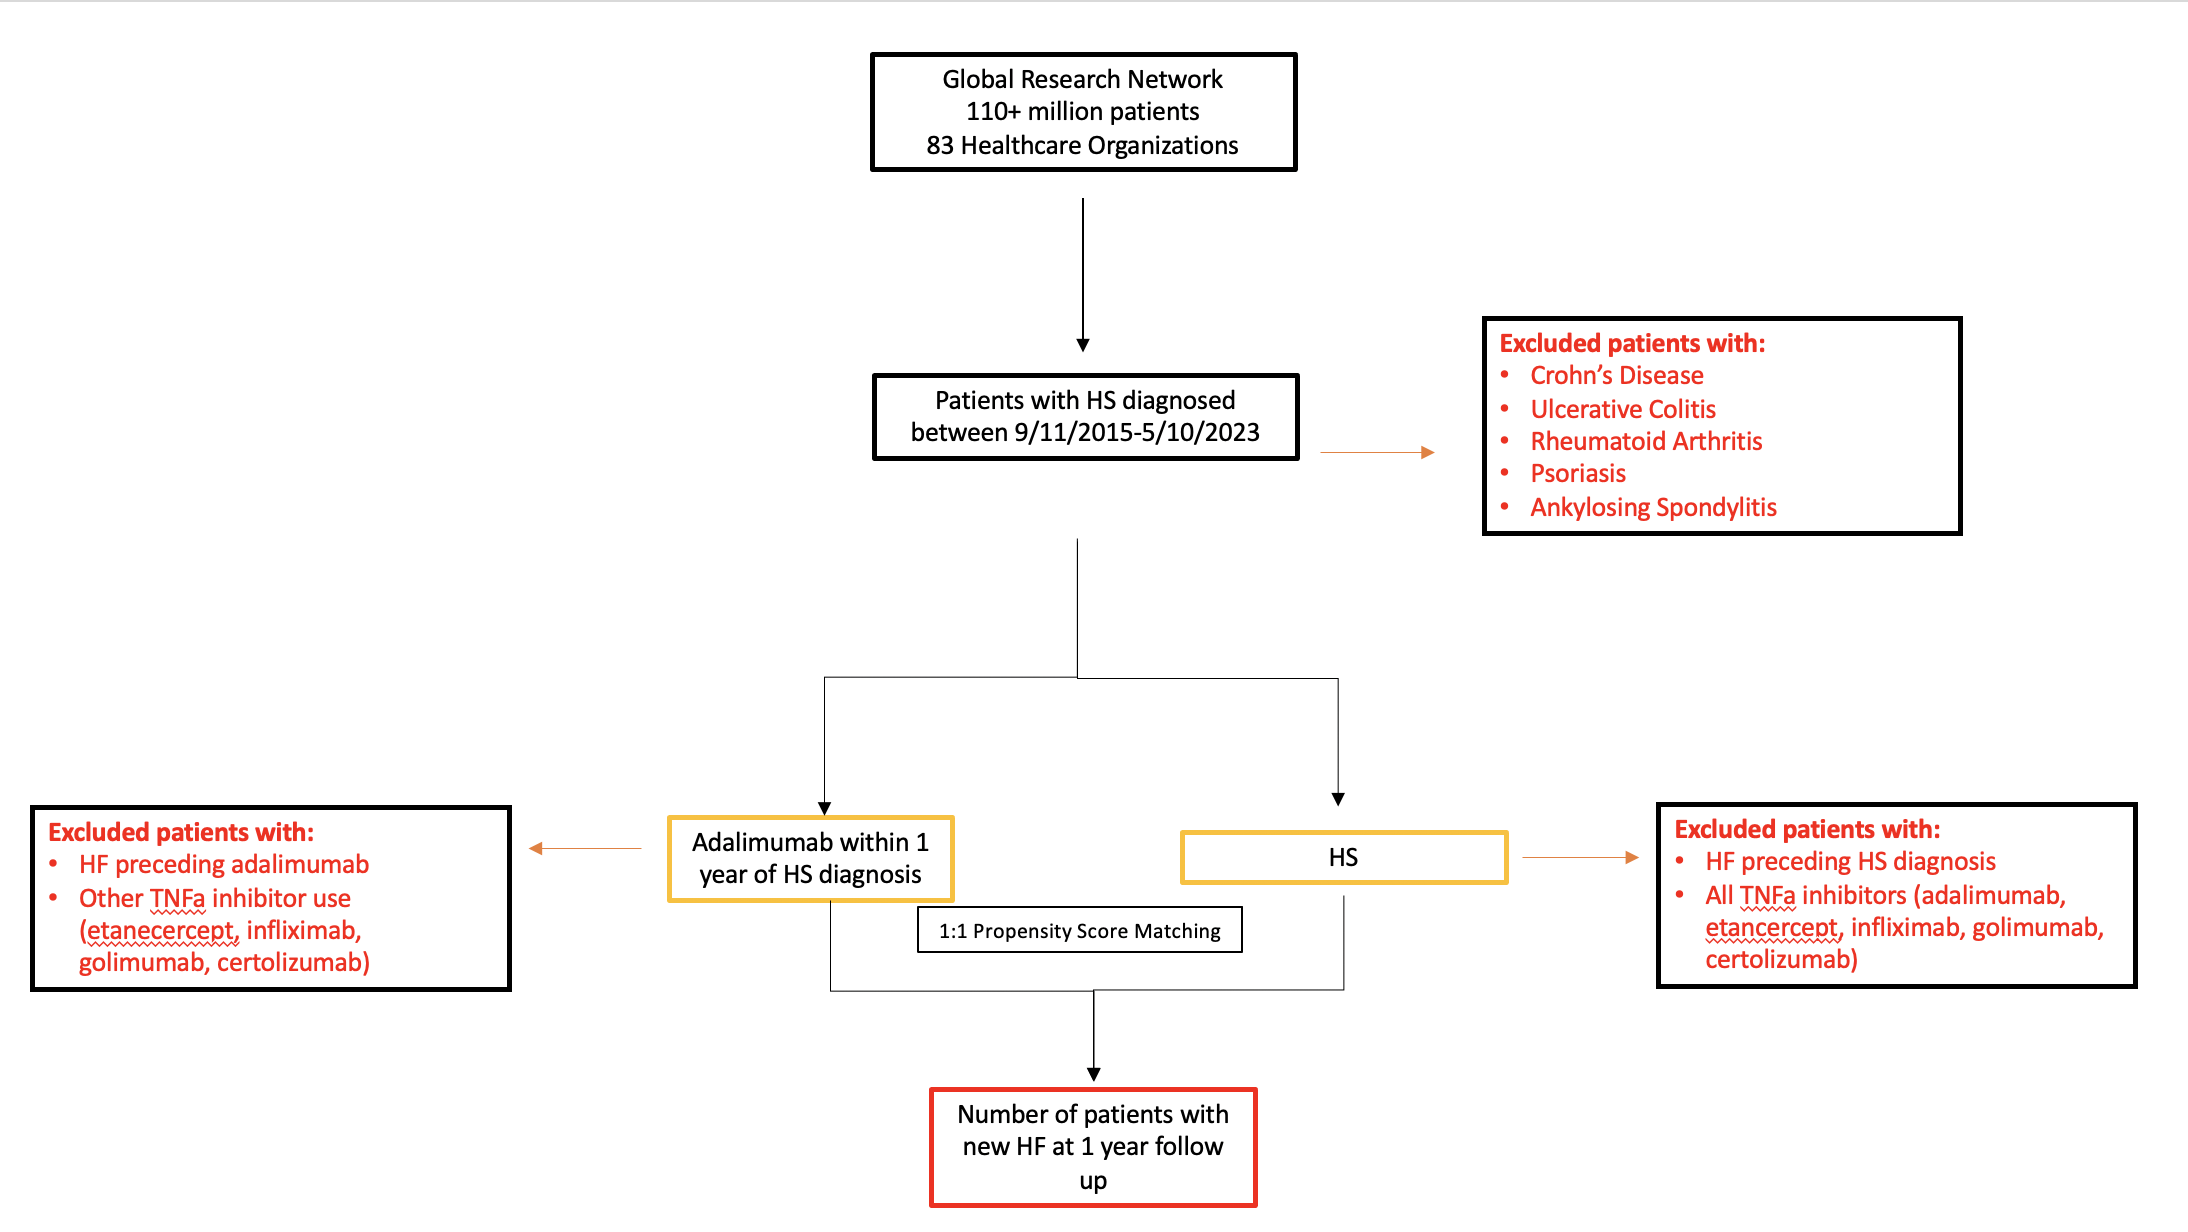 Global Research Network
110+ million patients
83 Healthcare Organizations
Patients with HS diagnosed
between 9/11/2015-5/10/2023
Excluded patients with:
• Crohn’s Disease
• Ulcerative Colitis
• Rheumatoid Arthritis
• Psoriasis
• Ankylosing Spondylitis
Excluded patients with:
• HF preceding adalimumab
• Other TNFa inhibitor use
(etanecercept, infliximab,
golimumab, certolizumab)
Adalimumab within 1
year of HS diagnosis
HS
Excluded patients with:
• HF preceding HS diagnosis
• All TNFa inhibitors (adalimumab,
etancercept, infliximab, golimumab,
certolizumab)
1:1 Propensity Score Matching
Number of patients with
new HF at 1 year follow
up